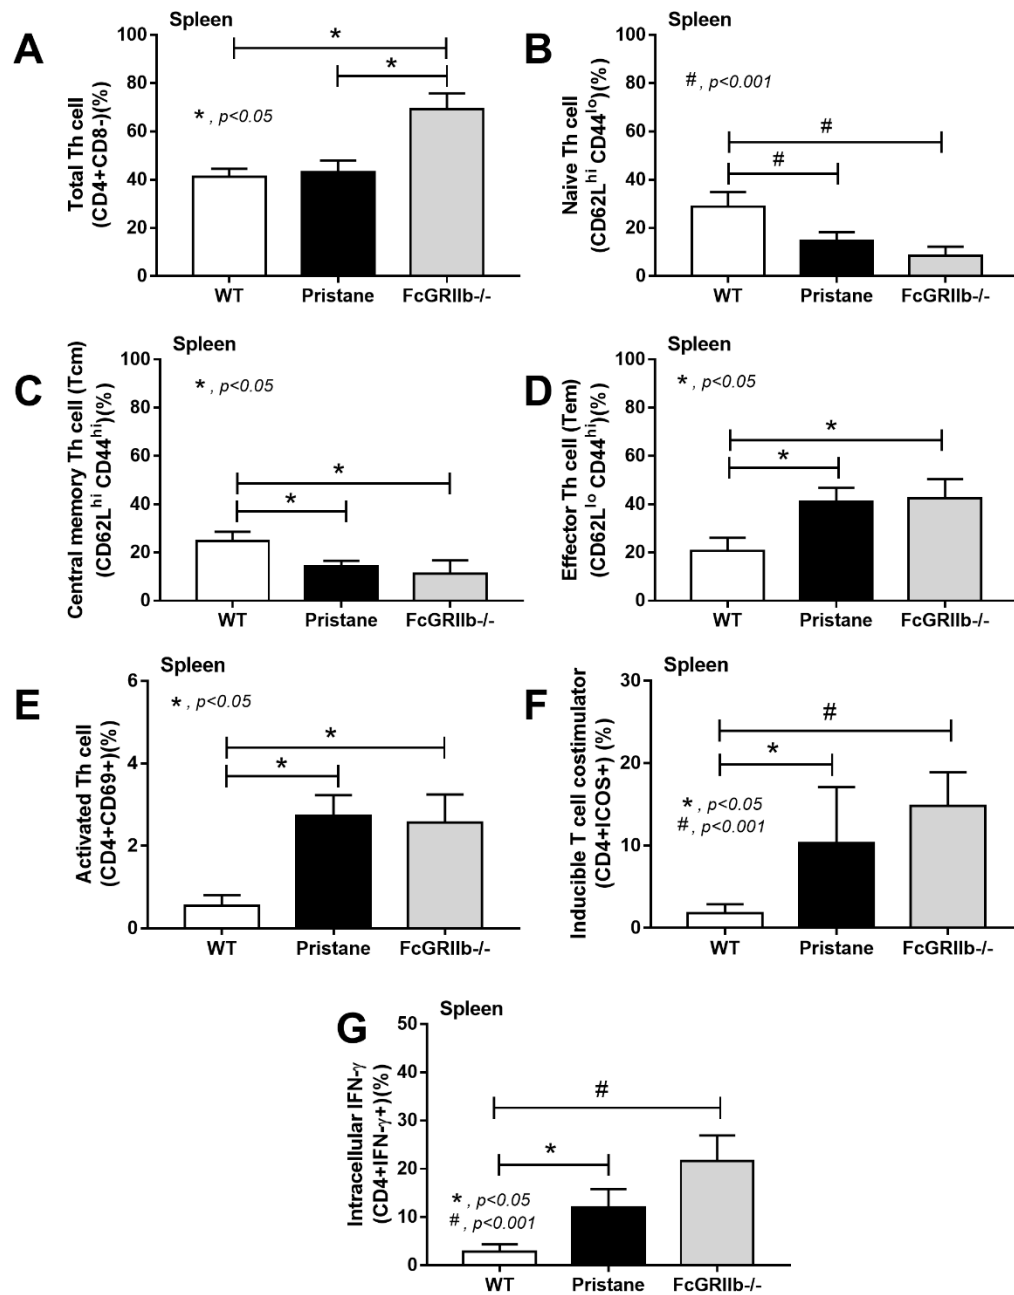 A
Spleen
Total Th cell
(CD4+CD8-)(%)
100
80
60
40
20
0
*
*
* , p<0.05
WT Pristane FcGRIIb-/-
B
Spleen
Naive Th cell
(CD62Lhi CD44lo)(%)
100
80
60
40
20
0
# , p<0.001
#
#
WT Pristane FcGRIIb-/-
C
Spleen
Central memory Th cell (Tcm)
(CD62Lhi CD44hi)(%)
100
80
60
40
20
0
* , p<0.05
*
*
WT Pristane FcGRIIb-/-
D
Spleen
Effector Th cell (Tem)
(CD62Llo CD44hi)(%)
100
80
60
40
20
0
* , p<0.05
*
*
WT Pristane FcGRIIb-/-
E
Spleen
Activated Th cell
(CD4+CD69+)(%)
6
4
2
0
* , p<0.05
*
*
WT Pristane FcGRIIb-/-
F
Spleen
Inducible T cell costimulator
(CD4+ICOS+) (%)
30
20
10
0
#
*
* , p<0.05
# , p<0.001
WT Pristane FcGRIIb-/-
G
Spleen
Intracellular IFN-γ
(CD4+IFN-γ+)(%)
50
40
30
20
10
0
#
*
* , p<0.05
# , p<0.001
WT Pristane FcGRIIb-/-